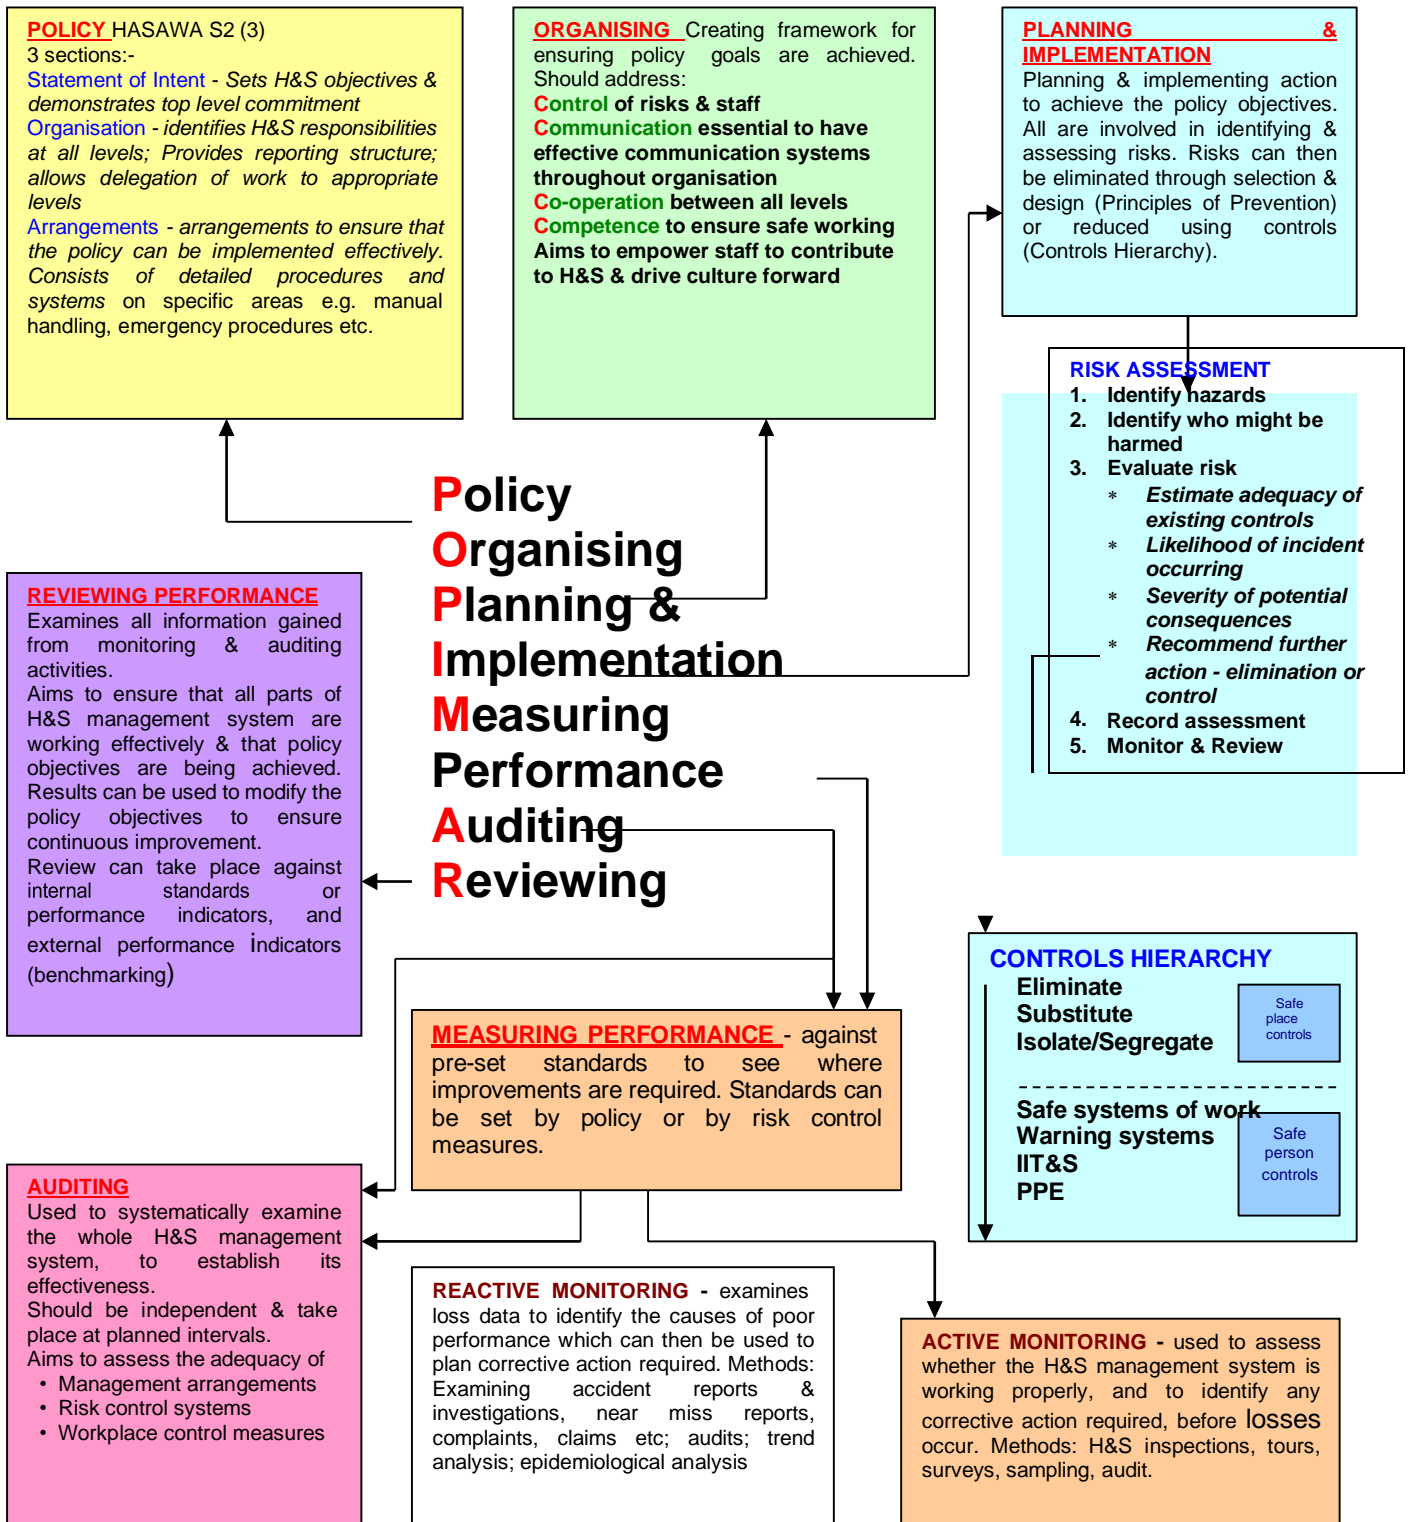 POLICY HASAWA S2 (3)
3 sections:-
Statement of Intent - Sets H&S objectives &
demonstrates top level commitment
Organisation - identifies H&S responsibilities
at all levels; Provides reporting structure;
allows delegation of work to appropriate
levels
Arrangements - arrangements to ensure that
the policy can be implemented effectively.
Consists of detailed procedures and
systems on specific areas e.g. manual
handling, emergency procedures etc.
ORGANISING Creating framework for
ensuring policy goals are achieved.
Should address:
Control of risks & staff
Communication essential to have
effective communication systems
throughout organisation
Co-operation between all levels
Competence to ensure safe working
Aims to empower staff to contribute
to H&S & drive culture forward
PLANNING &
IMPLEMENTATION
Planning & implementing action
to achieve the policy objectives.
All are involved in identifying &
assessing risks. Risks can then
be eliminated through selection &
design (Principles of Prevention)
or reduced using controls
(Controls Hierarchy).
RISK ASSESSMENT
1. Identify hazards
2. Identify who might be
harmed
3. Evaluate risk
* Estimate adequacy of
existing controls
* Likelihood of incident
occurring
* Severity of potential
consequences
* Recommend further
action - elimination or
control
4. Record assessment
5. Monitor & Review
Policy
Organising
Planning &
Implementation
Measuring
Performance
Auditing
Reviewing
REVIEWING PERFORMANCE
Examines all information gained
from monitoring & auditing
activities.
Aims to ensure that all parts of
H&S management system are
working effectively & that policy
objectives are being achieved.
Results can be used to modify the
policy objectives to ensure
continuous improvement.
Review can take place against
internal standards or
performance indicators, and
external performance indicators
(benchmarking)
CONTROLS HIERARCHY
Eliminate
Substitute
Isolate/Segregate
Safe
place
controls
Safe systems of work
Warning systems
IIT&S
PPE
Safe
person
controls
MEASURING PERFORMANCE - against
pre-set standards to see where
improvements are required. Standards can
be set by policy or by risk control
measures.
AUDITING
Used to systematically examine
the whole H&S management
system, to establish its
effectiveness.
Should be independent & take
place at planned intervals.
Aims to assess the adequacy of
• Management arrangements
• Risk control systems
• Workplace control measures
REACTIVE MONITORING - examines
loss data to identify the causes of poor
performance which can then be used to
plan corrective action required. Methods:
Examining accident reports &
investigations, near miss reports,
complaints, claims etc; audits; trend
analysis; epidemiological analysis
ACTIVE MONITORING - used to assess
whether the H&S management system is
working properly, and to identify any
corrective action required, before losses
occur. Methods: H&S inspections, tours,
surveys, sampling, audit.